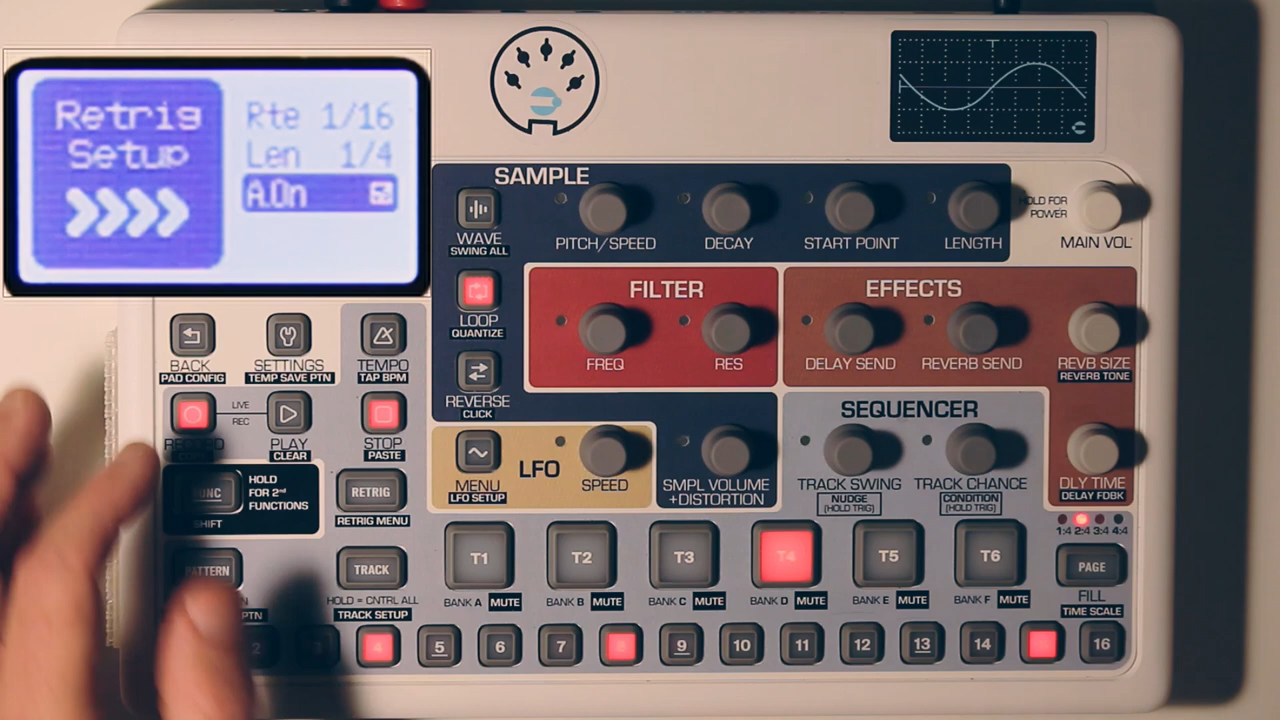 Retrig
Setup
Rte 1/16
Len 1/4
A.On
SAMPLE
WAVE
SWING ALL
PITCH/SPEED
DECAY
START POINT
LENGTH
HOLD FOR
POWER
MAIN VOL
LOOP
QUANTIZE
FILTER
FREQ
RES
EFFECTS
DELAY SEND
REVERB SEND
REVB SIZE
REVERB TONE
BACK
PAD CONFIG
SETTINGS
TEMP SAVE PTN
TEMPO
TAP BPM
REVERSE
CLICK
LIVE
REC
RECORD
PLAY
CLEAR
STOP
PASTE
MENU
LFO SETUP
LFO
SPEED
SMPL VOLUME
+DISTORTION
SEQUENCER
TRACK SWING
NUDGE
(HOLD TRIG)
TRACK CHANCE
CONDITION
(HOLD TRIG)
DLY TIME
DELAY FDBK
FUNC
SHIFT
HOLD
FOR 2nd
FUNCTIONS
RETRIG
RETRIG MENU
1:4 2:4 3:4 4:4
PATTERN
TRACK
HOLD = CNTRL ALL
TRACK SETUP
T1
T2
T3
T4
T5
T6
PAGE
BANK A MUTE
BANK B MUTE
BANK C MUTE
BANK D MUTE
BANK E MUTE
BANK F MUTE
FILL
TIME SCALE
PTN
2
3
4
5
6
7
8
9
10
11
12
13
14
16